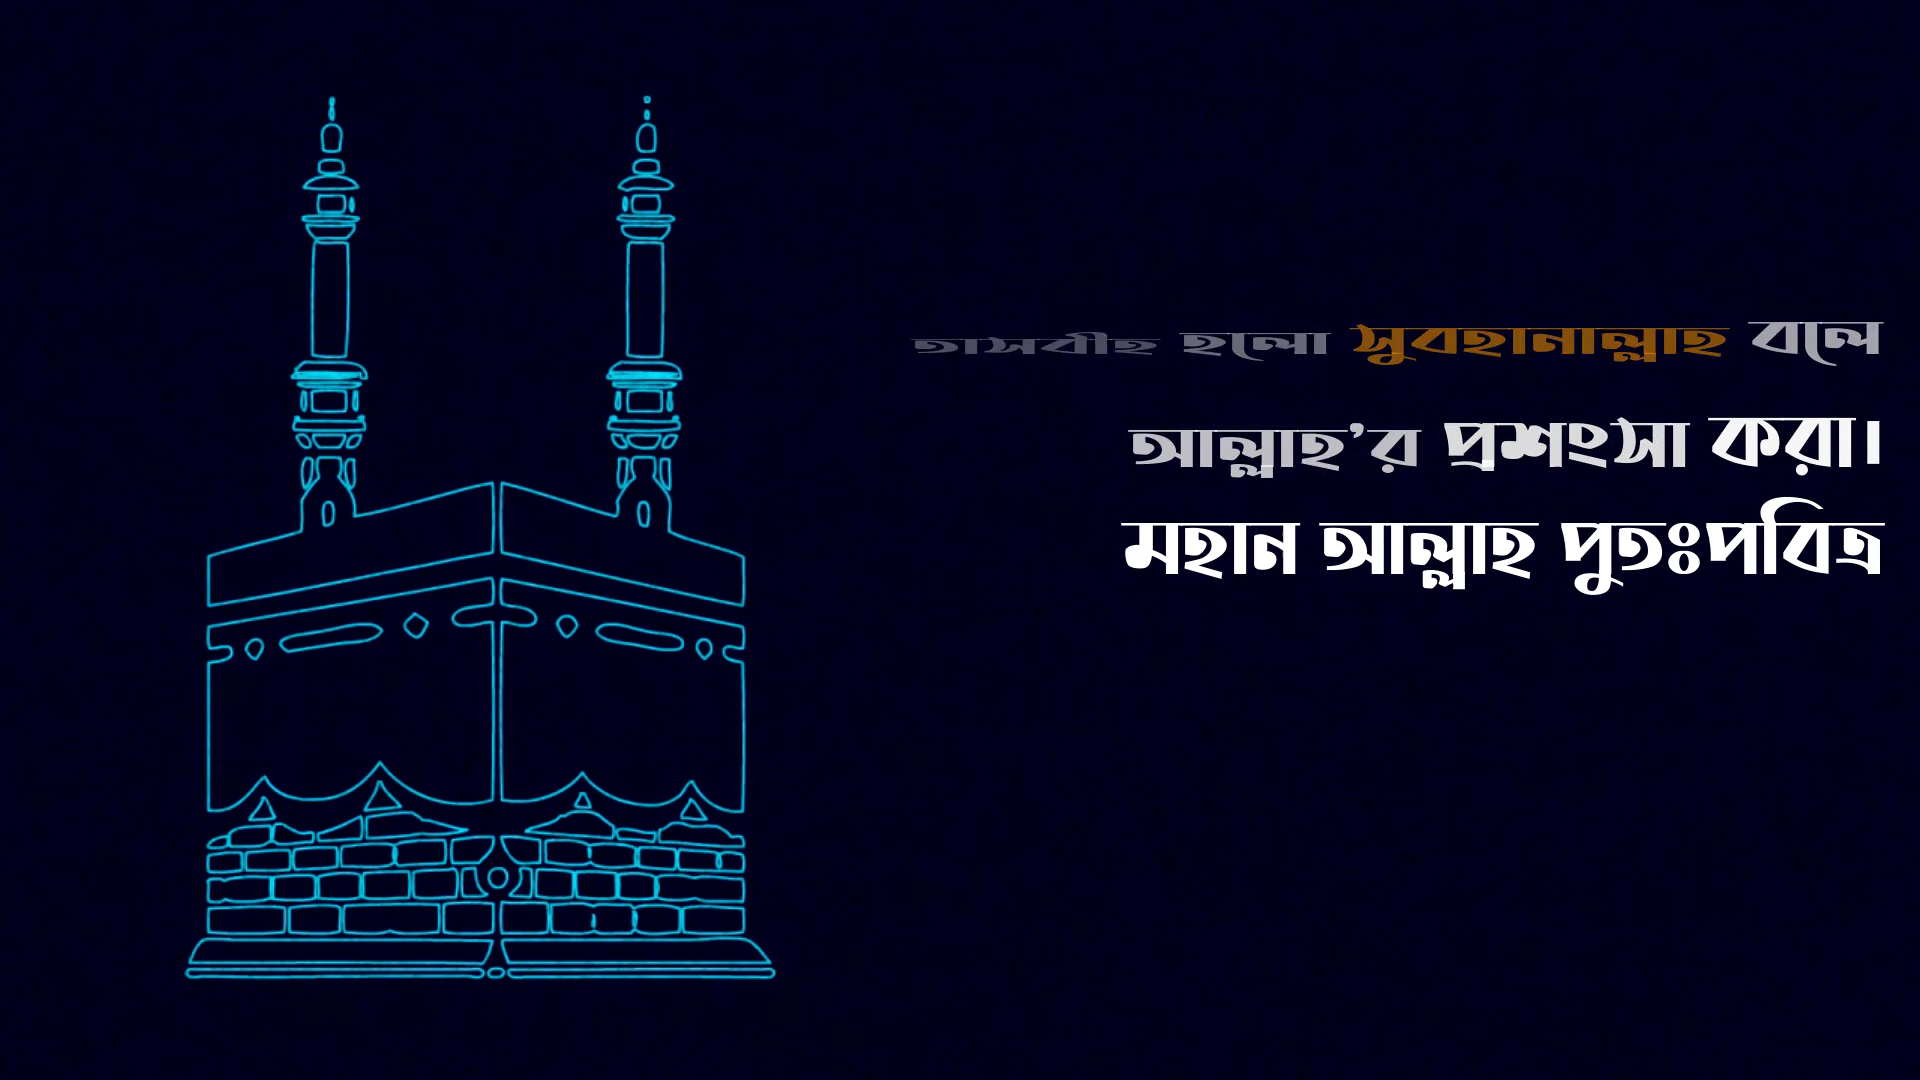 তাসবীহ হলো সুবহানাল্লাহ বলে
আল্লাহ’র প্রশংসা করা।
মহান আল্লাহ পুতঃপবিত্র